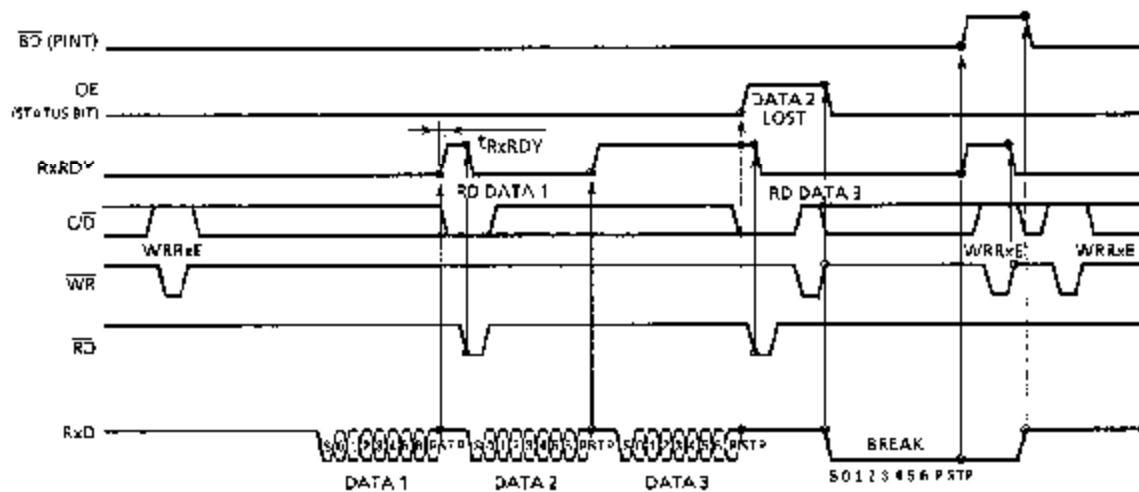 BD (PINT)
OE
(STATUS BIT)
DATA 2
LOST
tRxRDY
RxRDY
RD DATA 1
RD DATA 3
C/D
WRRxE
WRRxE
WRRxE
WR
RD
RxD
BREAK
S 0 1 2 3 4 5 6 P STP
DATA 1
DATA 2
DATA 3